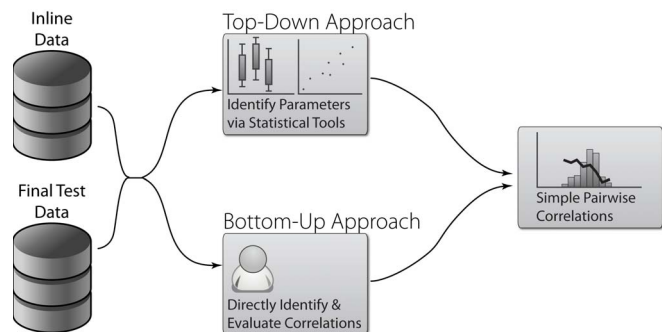 Inline
Data
Top-Down Approach
Identify Parameters
via Statistical Tools
Final Test
Data
Bottom-Up Approach
Directly Identify &
Evaluate Correlations
Simple Pairwise
Correlations